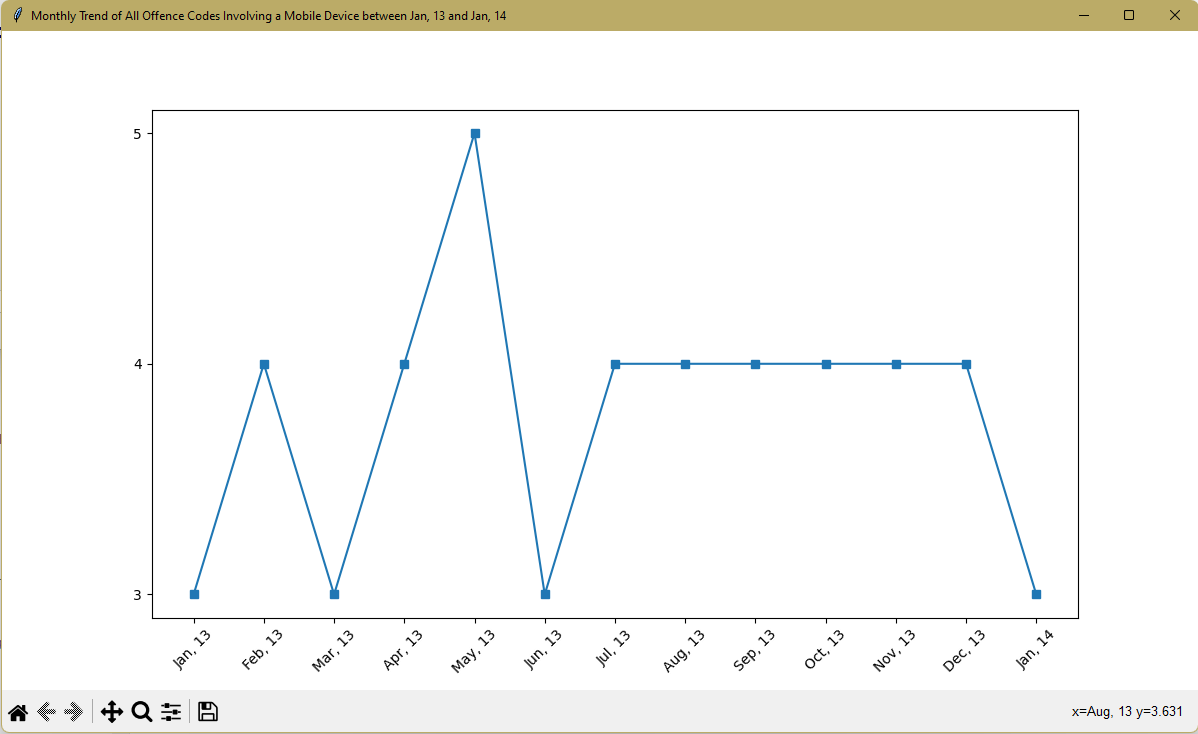 Monthly Trend of All Offence Codes Involving a Mobile Device between Jan, 13 and Jan, 14
5
4
3
Jan, 13
Feb, 13
Mar, 13
Apr, 13
May, 13
Jun, 13
Jul, 13
Aug, 13
Sep, 13
Oct, 13
Nov, 13
Dec, 13
Jan, 14
x=Aug, 13 y=3.631